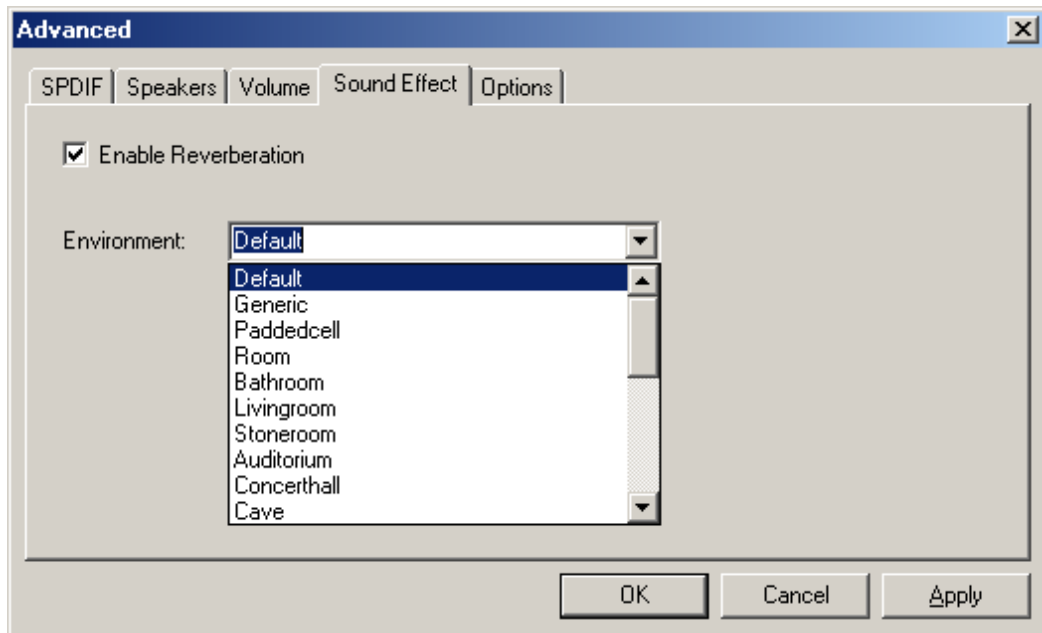 Advanced
SPDIF Speakers Volume Sound Effect Options
Enable Reverberation
Environment: Default
Default
Generic
Paddedcell
Room
Bathroom
Livingroom
Stoneroom
Auditorium
Concerthall
Cave
OK Cancel Apply